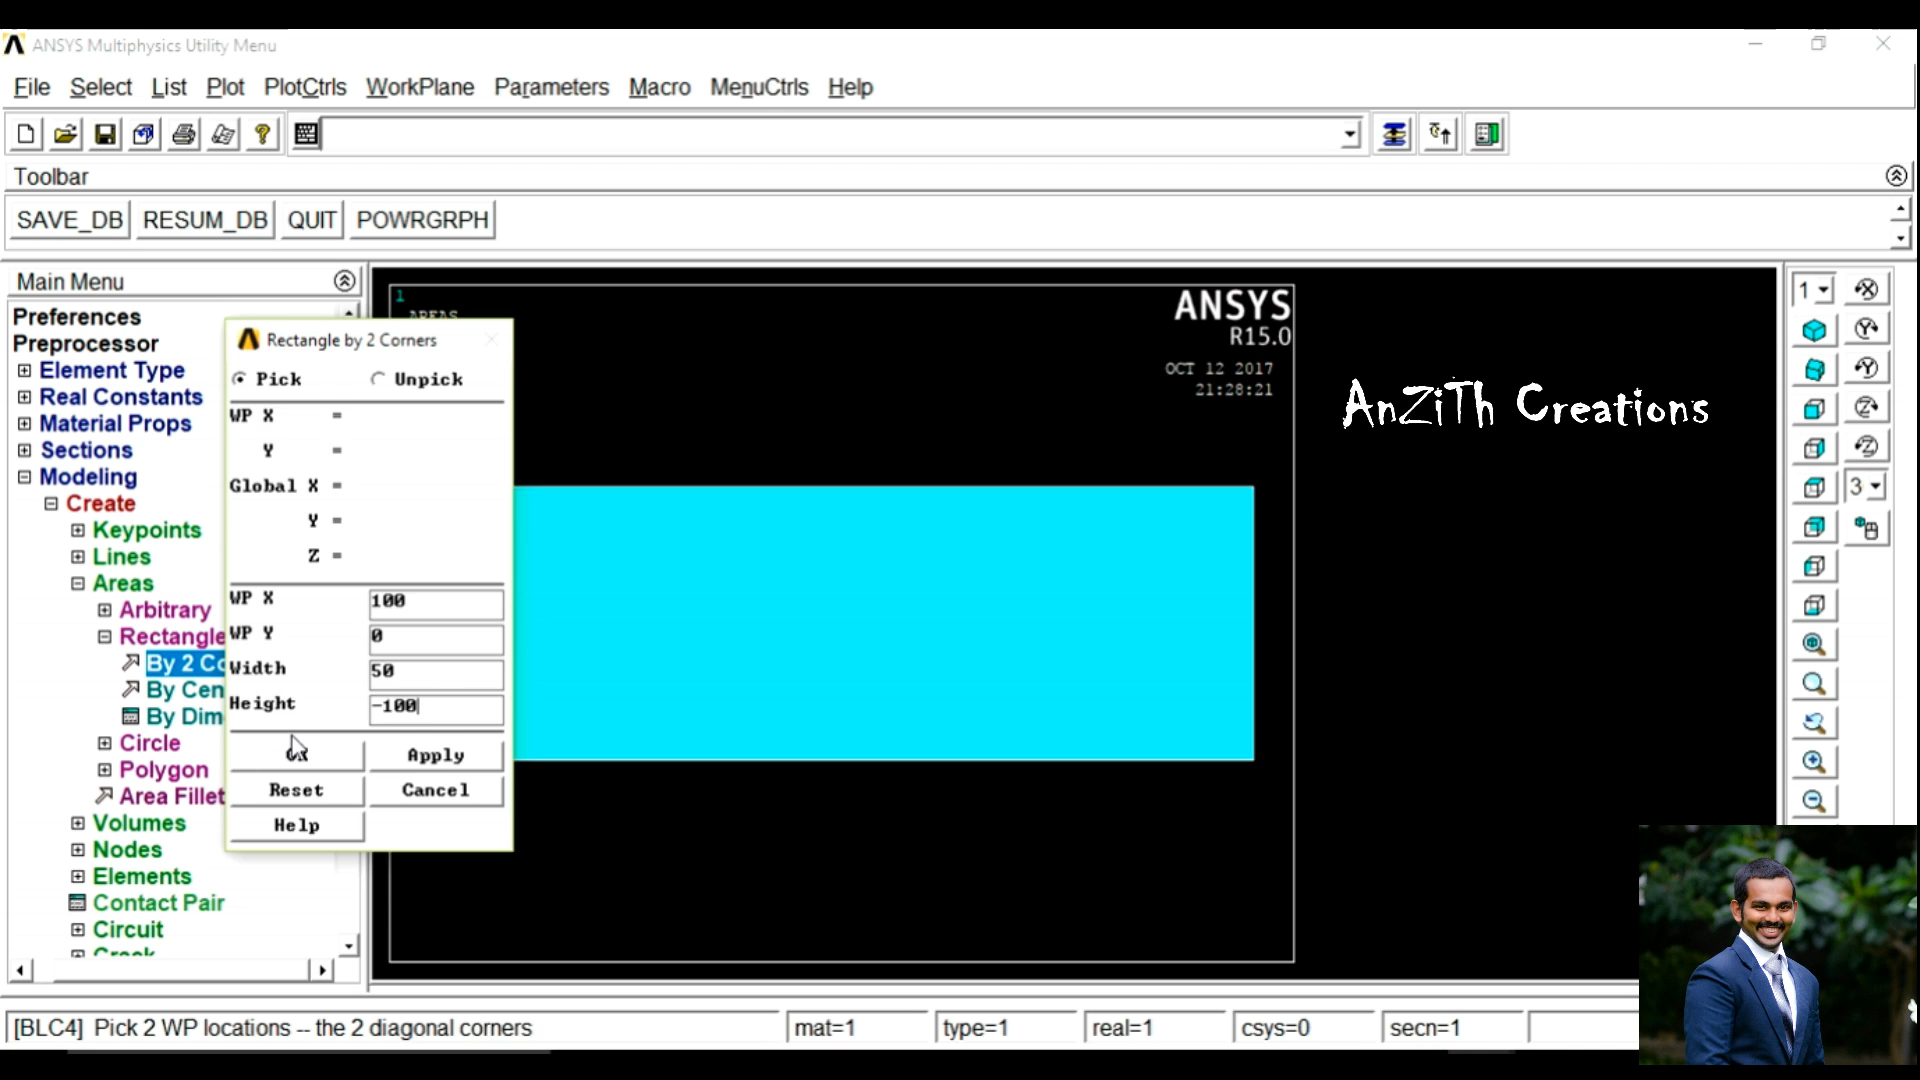 ANSYS Multiphysics Utility Menu
File Select List Plot PlotCtrls WorkPlane Parameters Macro MenuCtrls Help
Toolbar
SAVE_DB RESUM_DB QUIT POWRGRPH
Main Menu
Preferences
Preprocessor
Element Type
Real Constants
Material Props
Sections
Modeling
Create
Keypoints
Lines
Areas
Arbitrary
Rectangle
By 2 Co
By Cen
By Dim
Circle
Polygon
Area Fillet
Volumes
Nodes
Elements
Contact Pair
Circuit
Crack
Rectangle by 2 Corners
Pick Unpick
WP X =
Y =
Global X =
Y =
Z =
WP X 100
WP Y 0
Width 50
Height -100
OK Apply
Reset Cancel
Help
1
AREAS
ANSYS
R15.0
OCT 12 2017
21:28:21
AnZiTh Creations
1
3
[BLC4] Pick 2 WP locations -- the 2 diagonal corners
mat=1 type=1 real=1 csys=0 secn=1